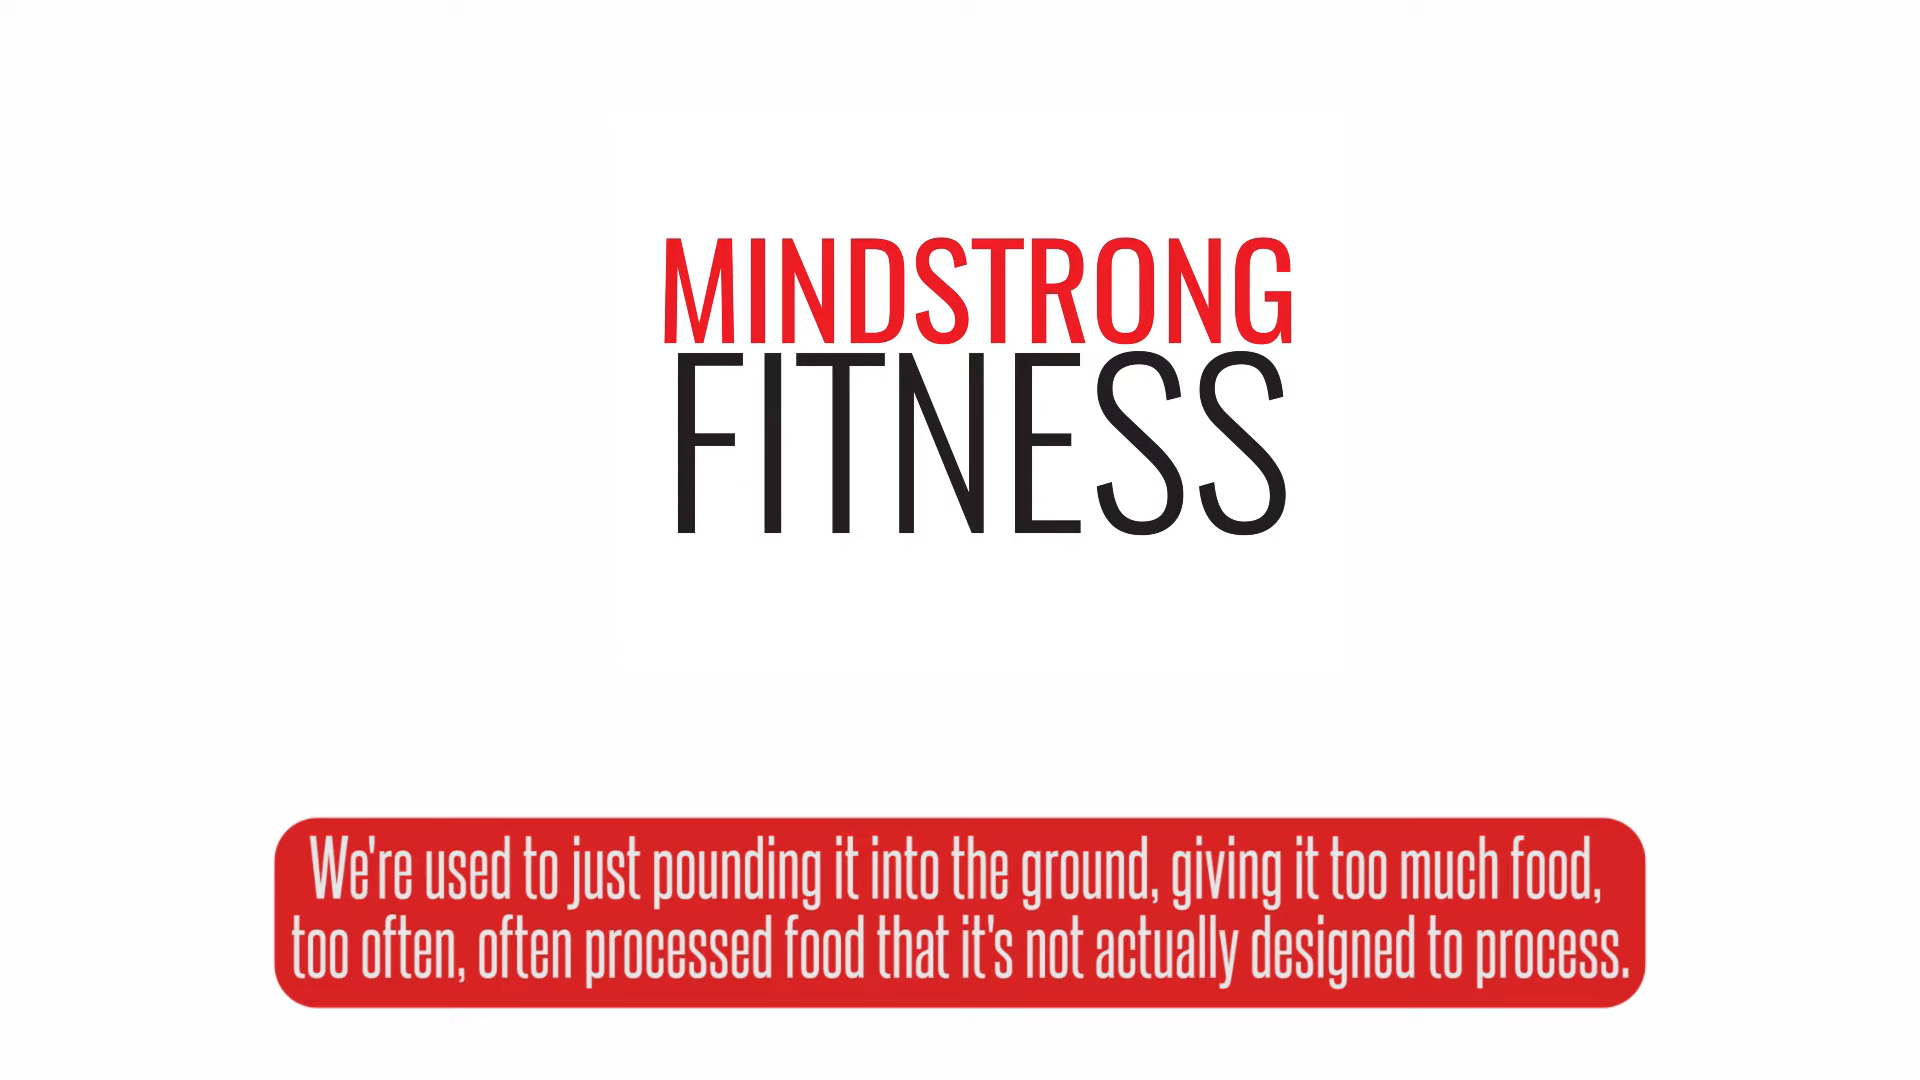 MINDSTRONG
FITNESS
We're used to just pounding it into the ground, giving it too much food,
too often, often processed food that it's not actually designed to process.